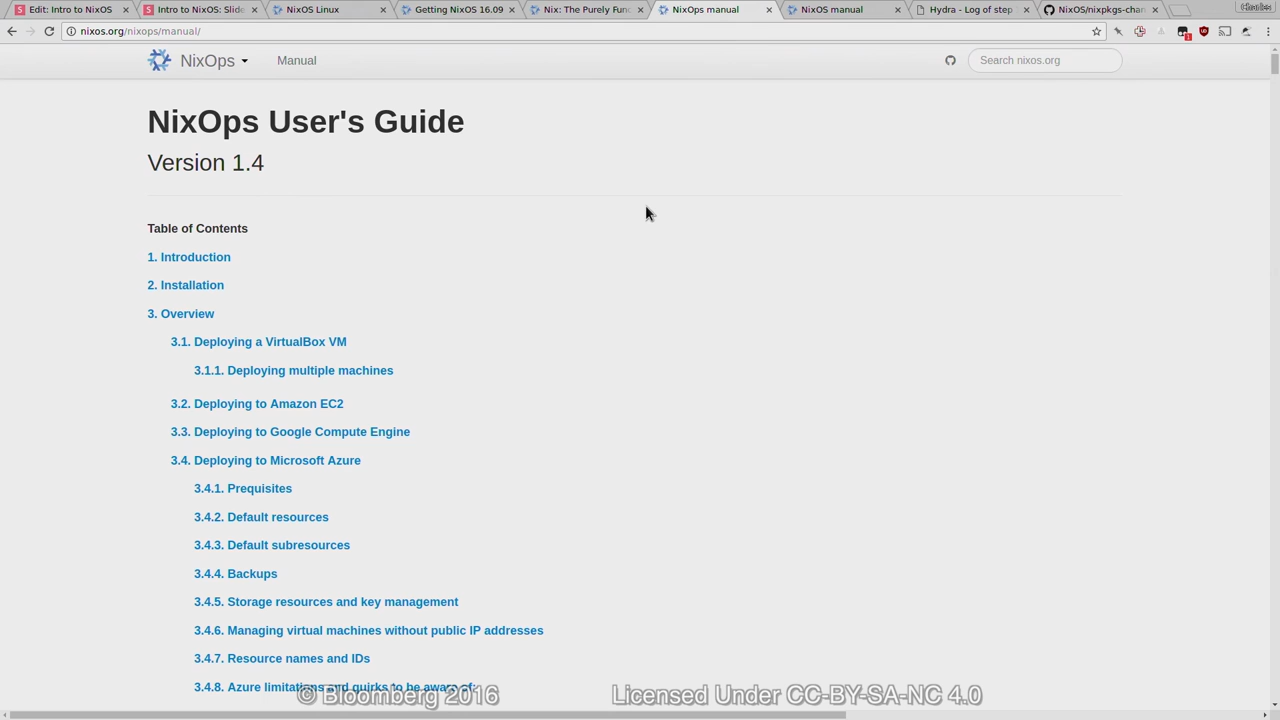 Edit: Intro to NixOS
Intro to NixOS: Slide
NixOS Linux
Getting NixOS 16.09
Nix: The Purely Func
NixOps manual
NixOS manual
Hydra - Log of step
NixOS/nixpkgs-chan
nixos.org/nixops/manual/
NixOps
Manual
Search nixos.org
NixOps User's Guide
Version 1.4
Table of Contents
1. Introduction
2. Installation
3. Overview
3.1. Deploying a VirtualBox VM
3.1.1. Deploying multiple machines
3.2. Deploying to Amazon EC2
3.3. Deploying to Google Compute Engine
3.4. Deploying to Microsoft Azure
3.4.1. Prequisites
3.4.2. Default resources
3.4.3. Default subresources
3.4.4. Backups
3.4.5. Storage resources and key management
3.4.6. Managing virtual machines without public IP addresses
3.4.7. Resource names and IDs
3.4.8. Azure limitations and quirks to be aware of:
© Bloomberg 2016 Licensed Under CC-BY-SA-NC 4.0